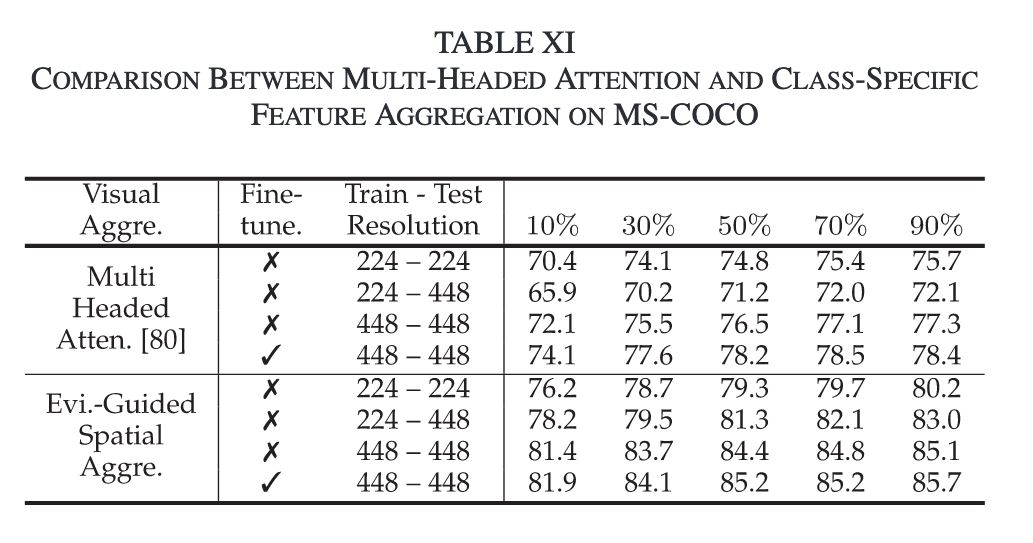 TABLE XI
COMPARISON BETWEEN MULTI-HEADED ATTENTION AND CLASS-SPECIFIC
FEATURE AGGREGATION ON MS-COCO
Visual Aggre. Fine-tune. Train - Test Resolution 10% 30% 50% 70% 90%
Multi Headed Atten. [80]
✗ 224 – 224 70.4 74.1 74.8 75.4 75.7
✗ 224 – 448 65.9 70.2 71.2 72.0 72.1
✗ 448 – 448 72.1 75.5 76.5 77.1 77.3
✓ 448 – 448 74.1 77.6 78.2 78.5 78.4
Evi.-Guided Spatial Aggre.
✗ 224 – 224 76.2 78.7 79.3 79.7 80.2
✗ 224 – 448 78.2 79.5 81.3 82.1 83.0
✗ 448 – 448 81.4 83.7 84.4 84.8 85.1
✓ 448 – 448 81.9 84.1 85.2 85.2 85.7